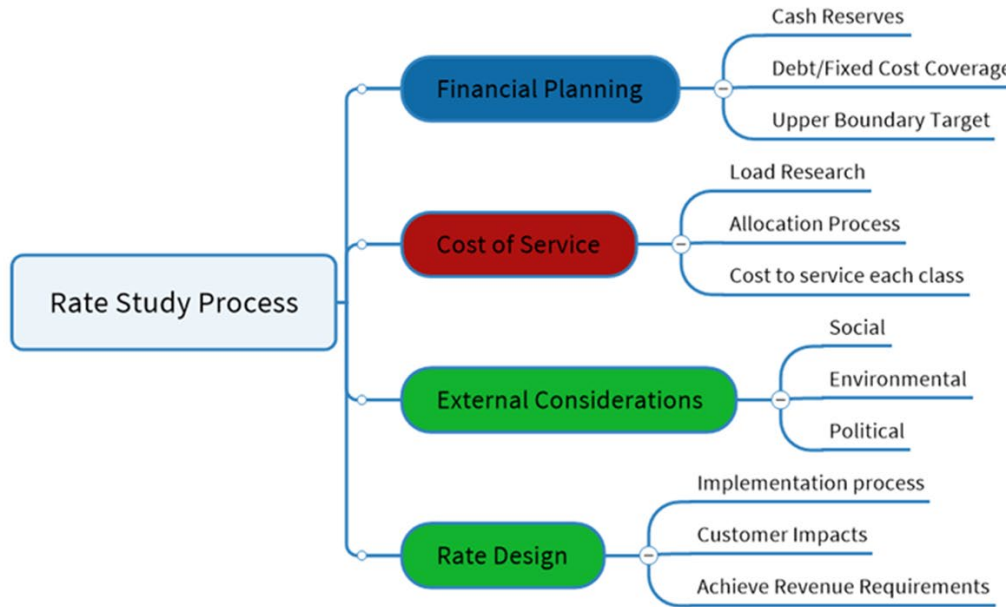 Rate Study Process
Financial Planning
Cash Reserves
Debt/Fixed Cost Coverage
Upper Boundary Target
Cost of Service
Load Research
Allocation Process
Cost to service each class
External Considerations
Social
Environmental
Political
Rate Design
Implementation process
Customer Impacts
Achieve Revenue Requirements